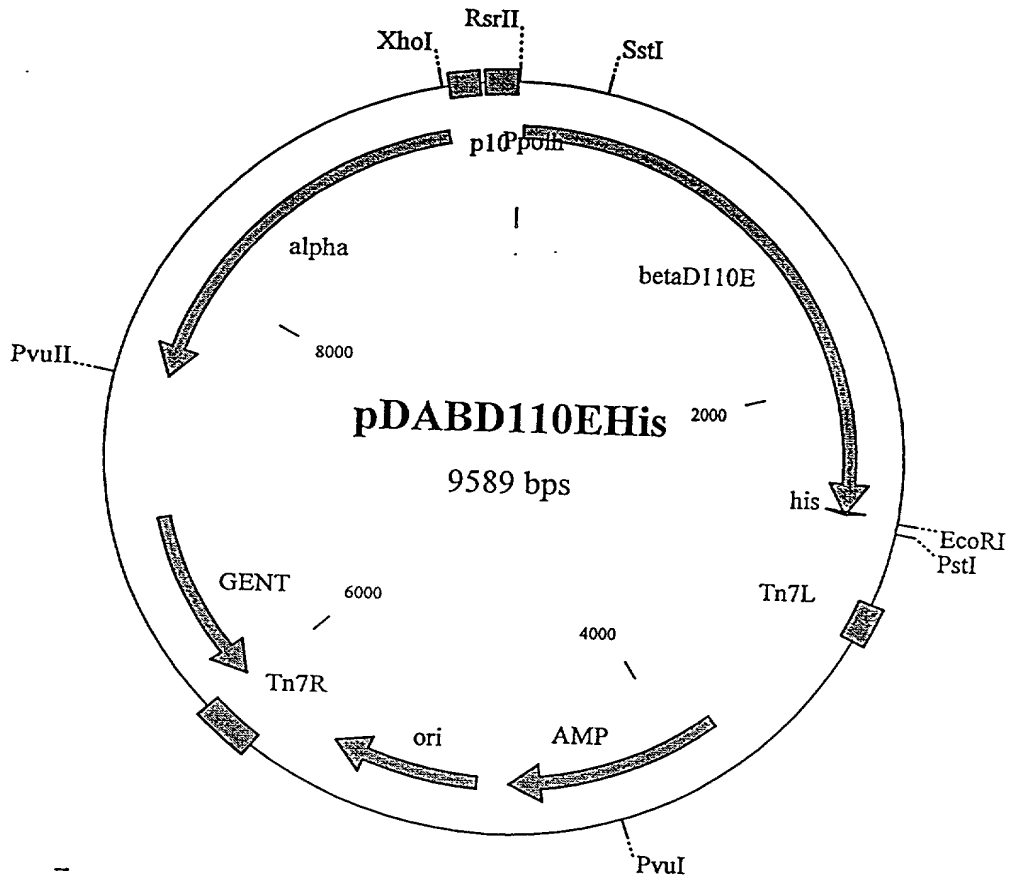 RsrII
XhoI
SstI
p10
Ppolh
alpha
betaD110E
PvuII
8000
pDABD110EHis
2000
9589 bps
his
EcoRI
PstI
GENT
6000
Tn7L
4000
Tn7R
ori
AMP
PvuI